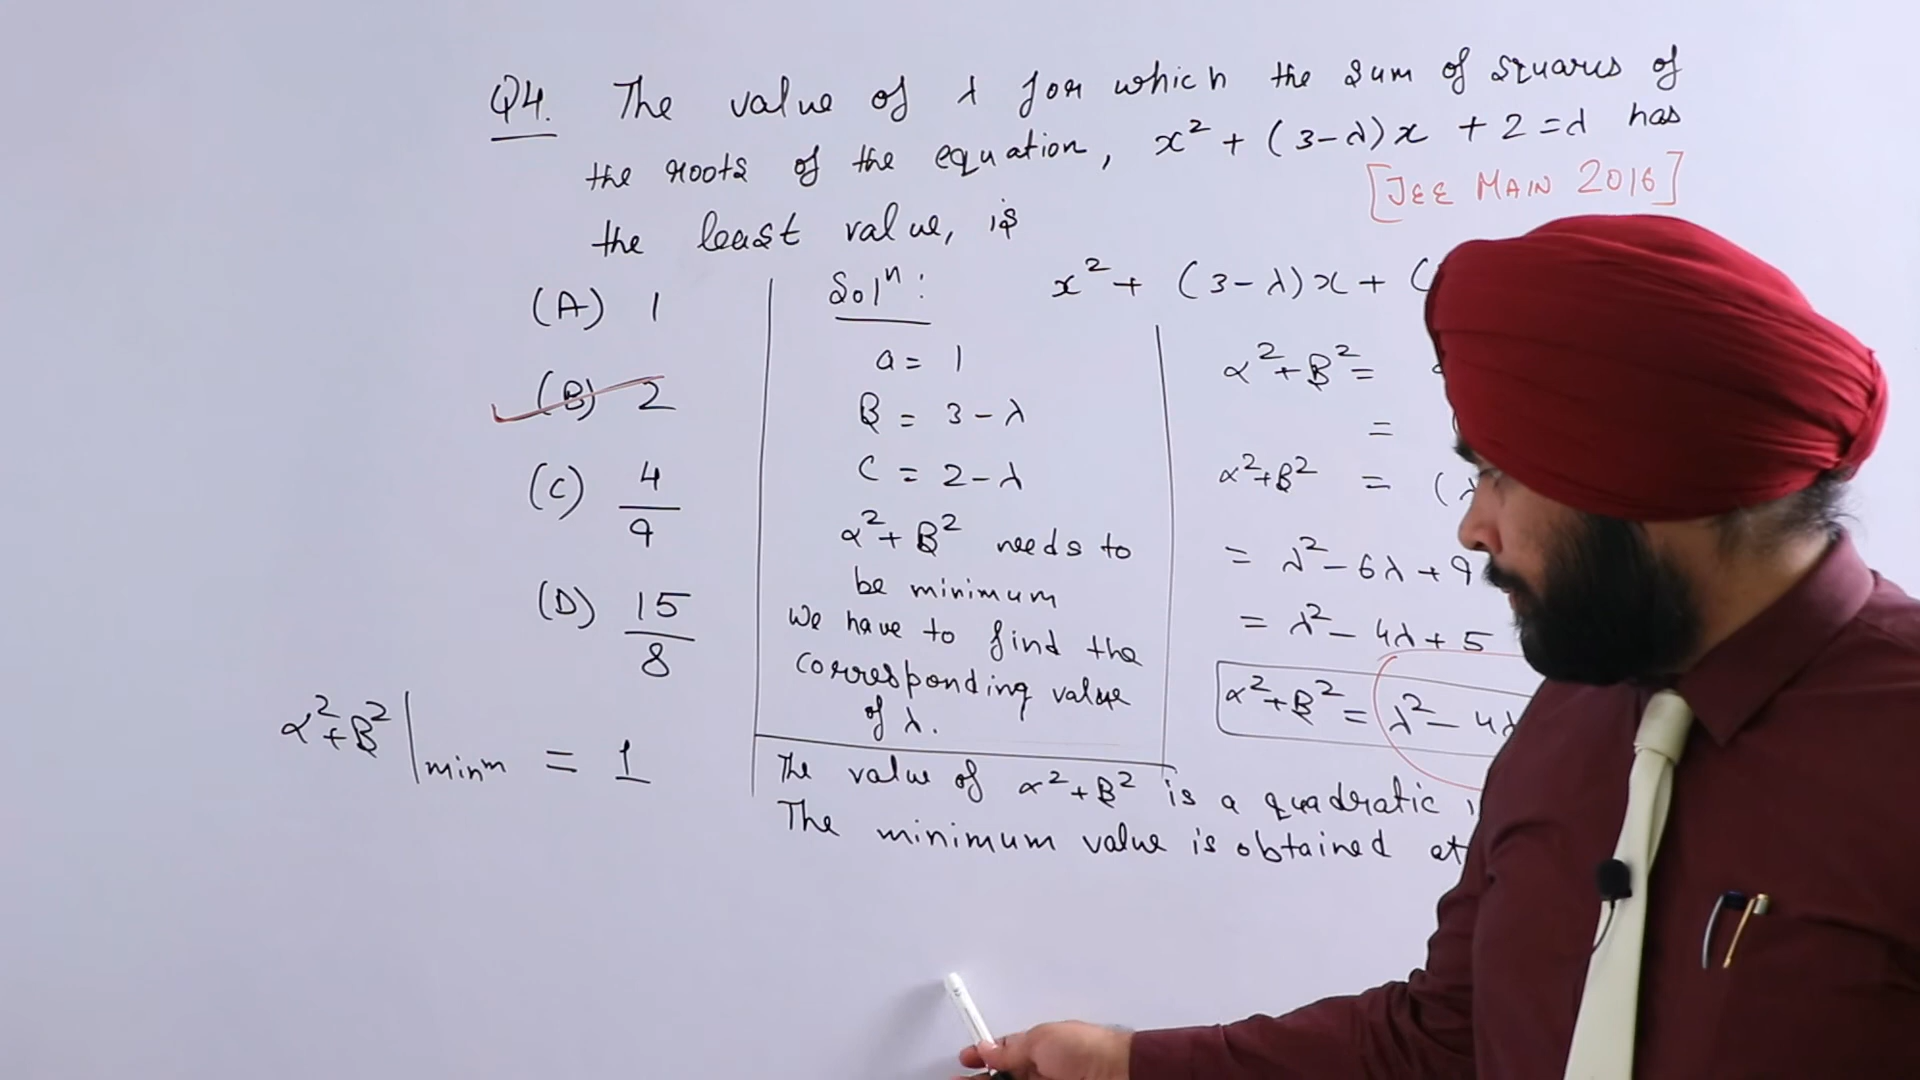 Q4. The value of λ for which the sum of squares of
the roots of the equation, x² + (3-λ)x + 2 = λ has
[JEE MAIN 2016]
the least value, is
(A) 1
(B) 2
(C) 4/9
(D) 15/8
α² + β² | minm = 1
Solⁿ:
x² + (3-λ)x + (
a = 1
B = 3-λ
C = 2-λ
α² + β² needs to
be minimum
We have to find the
corresponding value
of λ.
α² + β² =
=
α² + β² = (λ
= λ² - 6λ + 9
= λ² - 4λ + 5
α² + β² = λ² - 4λ
The value of α² + β² is a quadratic
The minimum value is obtained at